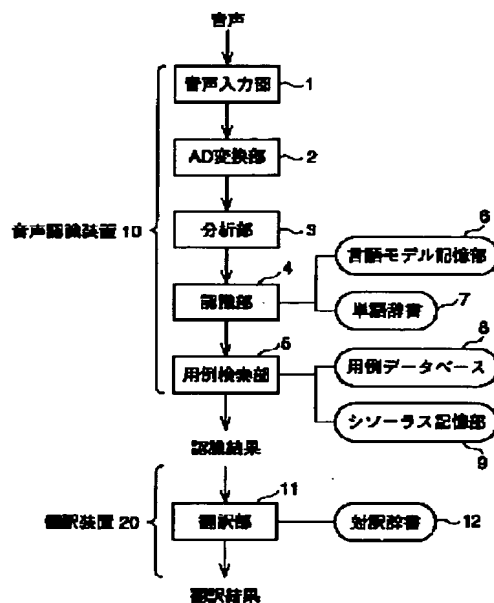 音声
音声入力部 1
AD変換部 2
分析部 3
音声認識装置10
4
認識部
6
言語モデル記憶部
単語辞書 7
5
用例検索部
8
用例データベース
シソーラス記憶部
9
認識結果
翻訳装置20
11
翻訳部
対訳辞書 12
翻訳結果